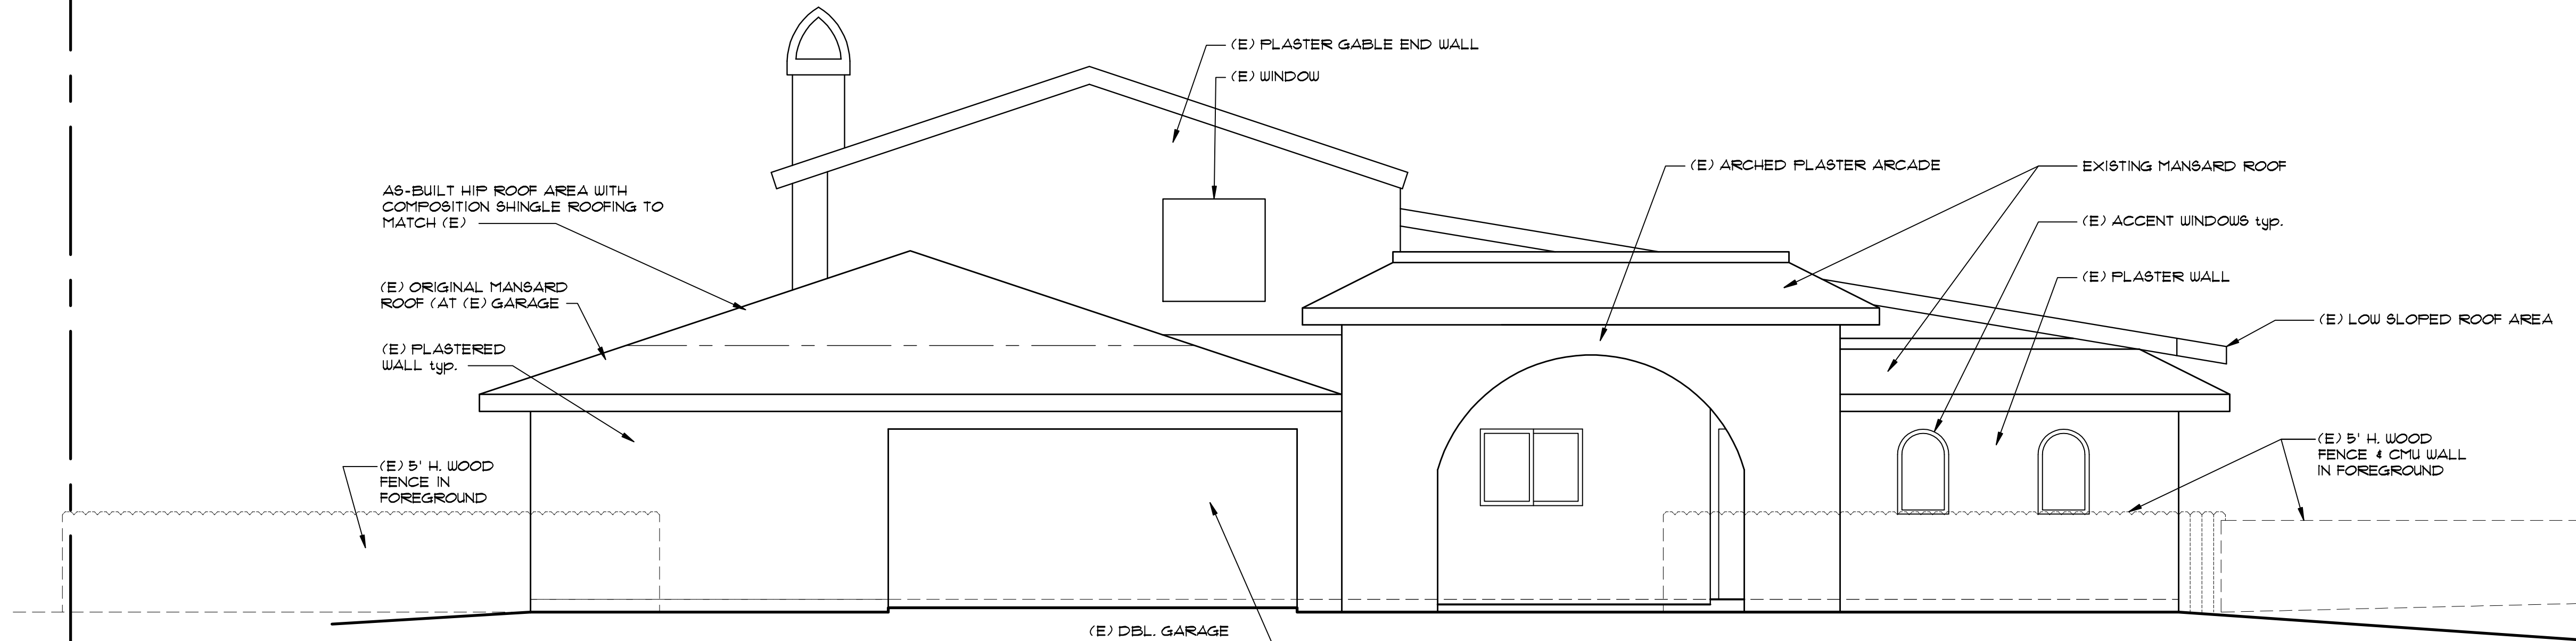 (E) PLASTER GABLE END WALL
(E) WINDOW
(E) ARCHED PLASTER ARCADE
EXISTING MANSARD ROOF
AS-BUILT HIP ROOF AREA WITH
COMPOSITION SHINGLE ROOFING TO
MATCH (E)
(E) ACCENT WINDOWS typ.
(E) PLASTER WALL
(E) ORIGINAL MANSARD
ROOF (AT (E) GARAGE
(E) LOW SLOPED ROOF AREA
(E) PLASTERED
WALL typ.
(E) 5' H. WOOD
FENCE IN
FOREGROUND
(E) 5' H. WOOD
FENCE & CMU WALL
IN FOREGROUND
(E) DBL. GARAGE